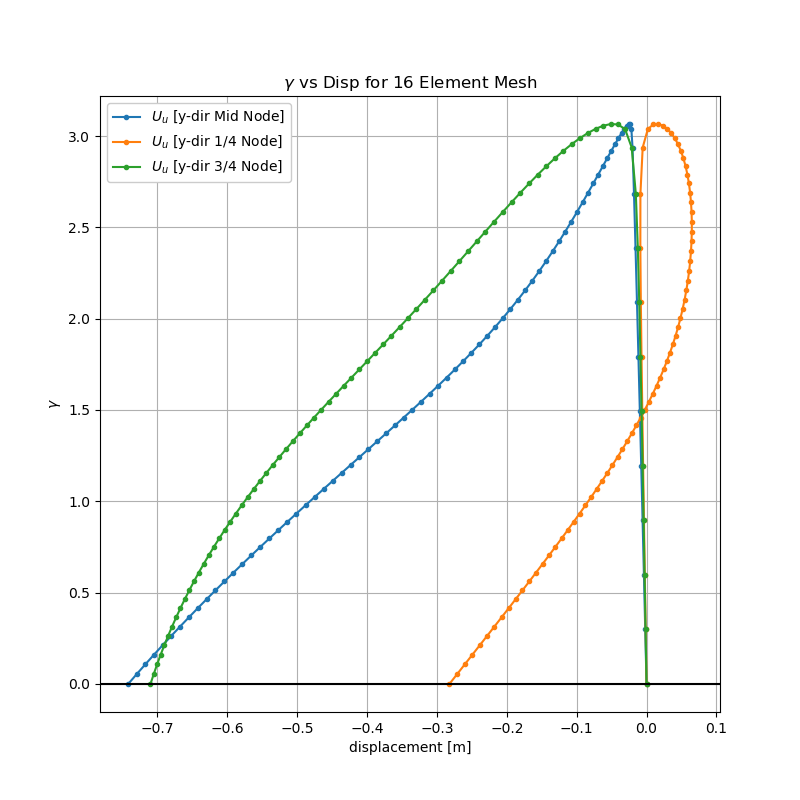 γ vs Disp for 16 Element Mesh
U_u [y-dir Mid Node]
U_u [y-dir 1/4 Node]
U_u [y-dir 3/4 Node]
3.0
2.5
2.0
1.5
1.0
0.5
0.0
γ
−0.7 −0.6 −0.5 −0.4 −0.3 −0.2 −0.1 0.0 0.1
displacement [m]